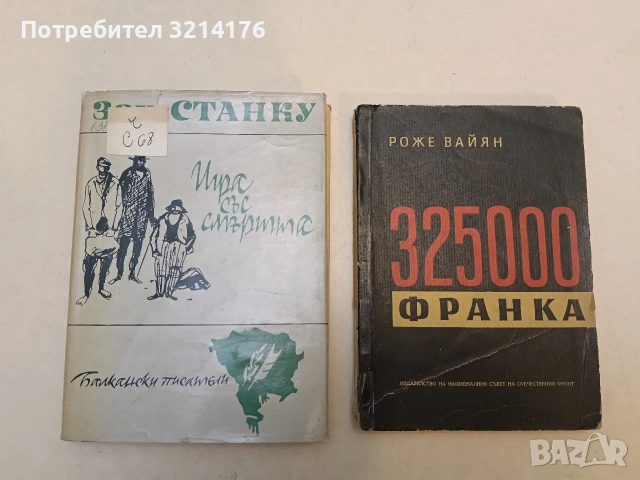 Потребител 3214176
СТАНКУ
ч
С 68
Игра
със
смъртта
Балкански писатели
РОЖЕ ВАЙЯН
325000
ФРАНКА
ИЗДАТЕЛСТВО НА НАЦИОНАЛНИЯ СЪВЕТ НА ОТЕЧЕСТВЕНИЯ ФРОНТ
BAZAR